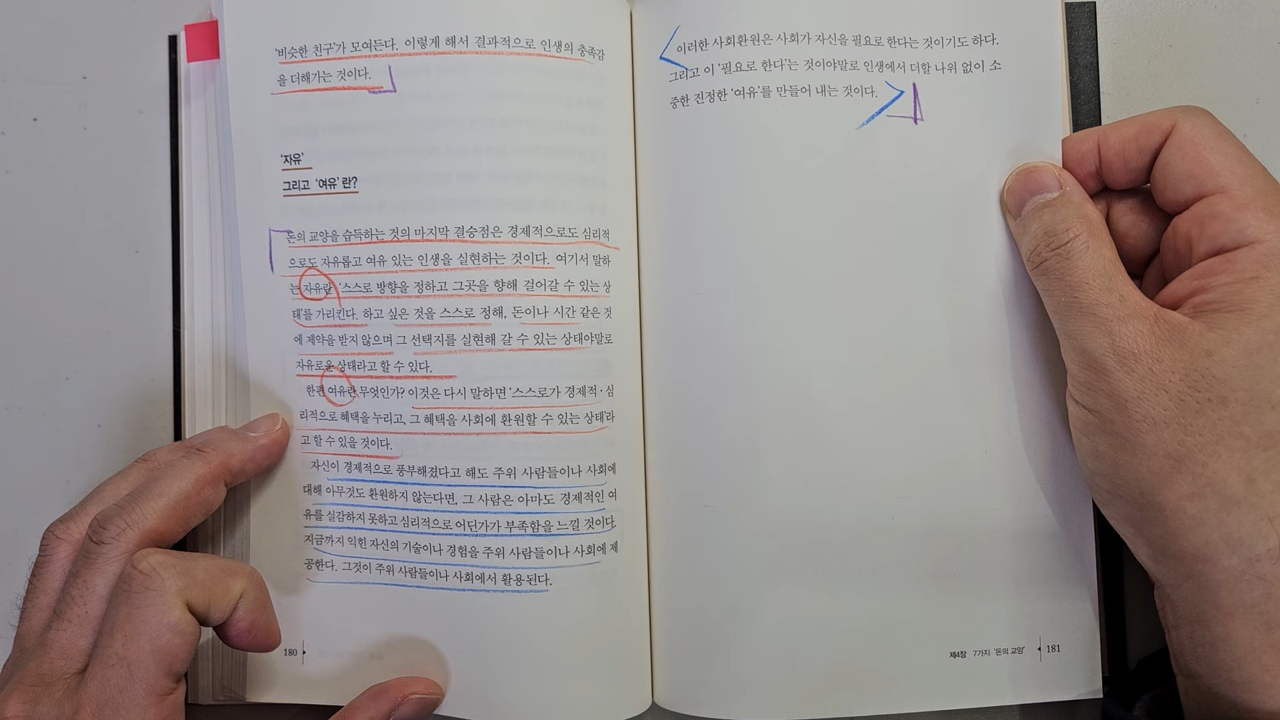 '비슷한 친구'가 모여든다. 이렇게 해서 결과적으로 인생의 충족감
을 더해가는 것이다.
'자유'
그리고 '여유'란?
돈의 교양을 습득하는 것의 마지막 결승점은 경제적으로도 심리적
으로도 자유롭고 여유 있는 인생을 실현하는 것이다. 여기서 말하
는 자유란, '스스로 방향을 정하고 그곳을 향해 걸어갈 수 있는 상
태'를 가리킨다. 하고 싶은 것을 스스로 정해, 돈이나 시간 같은 것
에 제약을 받지 않으며 그 선택지를 실현해 갈 수 있는 상태야말로
자유로운 상태라고 할 수 있다.
한편 여유란 무엇인가? 이것은 다시 말하면 '스스로가 경제적·심
리적으로 혜택을 누리고, 그 혜택을 사회에 환원할 수 있는 상태'라
고 할 수 있을 것이다.
자신이 경제적으로 풍부해졌다고 해도 주위 사람들이나 사회에
대해 아무것도 환원하지 않는다면, 그 사람은 아마도 경제적인 여
유를 실감하지 못하고 심리적으로 어딘가가 부족함을 느낄 것이다.
지금까지 익힌 자신의 기술이나 경험을 주위 사람들이나 사회에 제
공한다. 그것이 주위 사람들이나 사회에서 활용된다.
180
이러한 사회환원은 사회가 자신을 필요로 한다는 것이기도 하다.
그리고 이 '필요로 한다'는 것이야말로 인생에서 더할 나위 없이 소
중한 진정한 '여유'를 만들어 내는 것이다.
제4장 7가지 '돈의 교양' 181